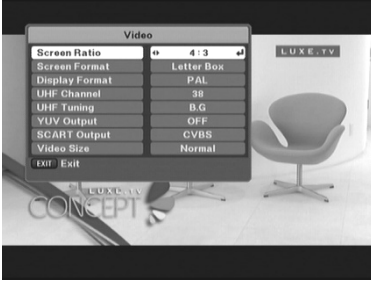 Video
Screen Ratio 4:3
Screen Format Letter Box
Display Format PAL
UHF Channel 38
UHF Tuning B.G
YUV Output OFF
SCART Output CVBS
Video Size Normal
EXIT Exit
LUXE.TV
LUXE.TV
CONCEPT